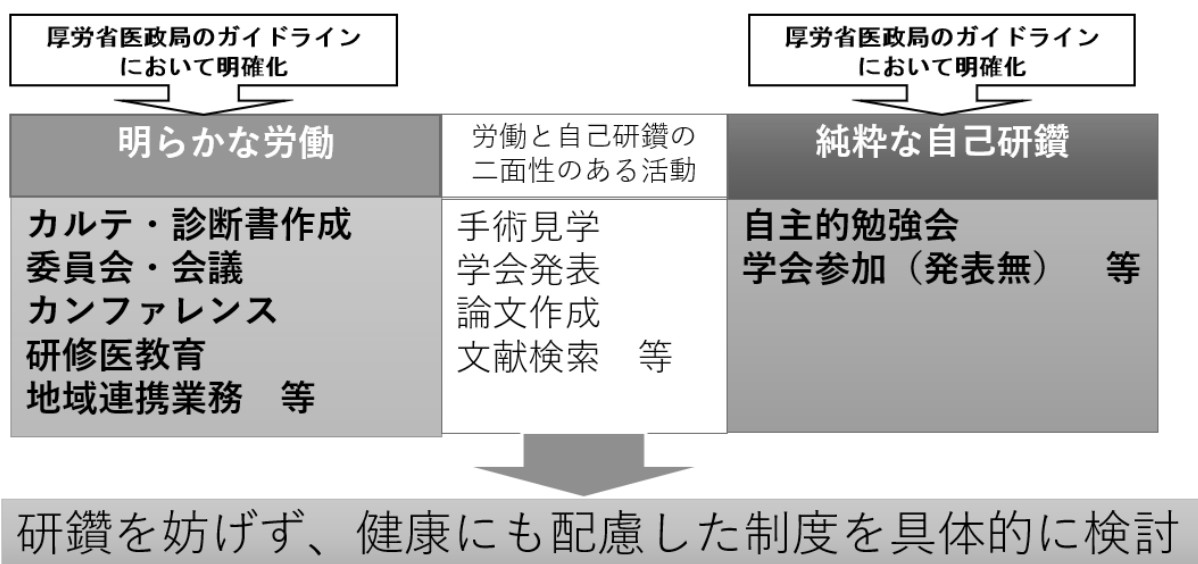 厚労省医政局のガイドライン
において明確化
厚労省医政局のガイドライン
において明確化
明らかな労働
労働と自己研鑽の
二面性のある活動
純粋な自己研鑽
カルテ・診断書作成
委員会・会議
カンファレンス
研修医教育
地域連携業務　等
手術見学
学会発表
論文作成
文献検索　等
自主的勉強会
学会参加（発表無）　等
研鑽を妨げず、健康にも配慮した制度を具体的に検討